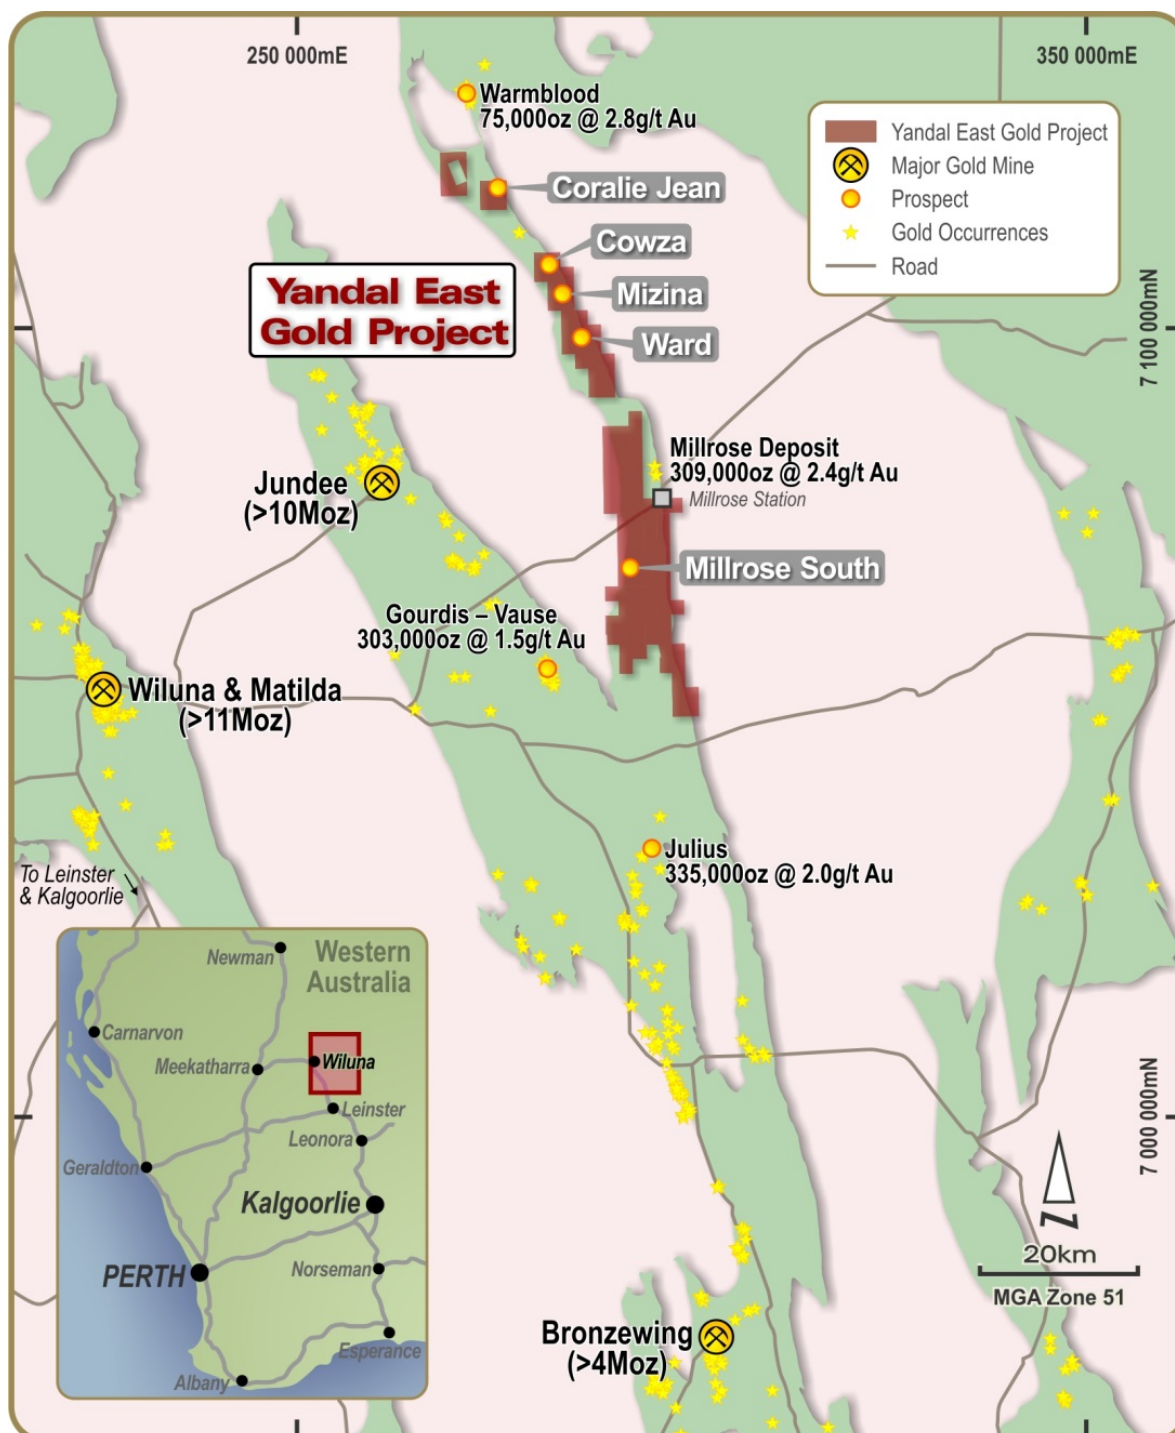 250 000mE
350 000mE
Warmblood
75,000oz @ 2.8g/t Au
Yandal East Gold Project
Major Gold Mine
Prospect
Gold Occurrences
Road
Coralie Jean
Cowza
Mizina
Ward
Yandal East
Gold Project
7 100 000mN
Millrose Deposit
309,000oz @ 2.4g/t Au
Millrose Station
Jundee
(>10Moz)
Millrose South
Gourdis – Vause
303,000oz @ 1.5g/t Au
Wiluna & Matilda
(>11Moz)
Julius
335,000oz @ 2.0g/t Au
To Leinster
& Kalgoorlie
Western
Australia
Newman
Carnarvon
Meekatharra
Wiluna
Leinster
Leonora
Geraldton
Kalgoorlie
PERTH
Norseman
Esperance
Albany
7 000 000mN
N
20km
MGA Zone 51
Bronzewing
(>4Moz)